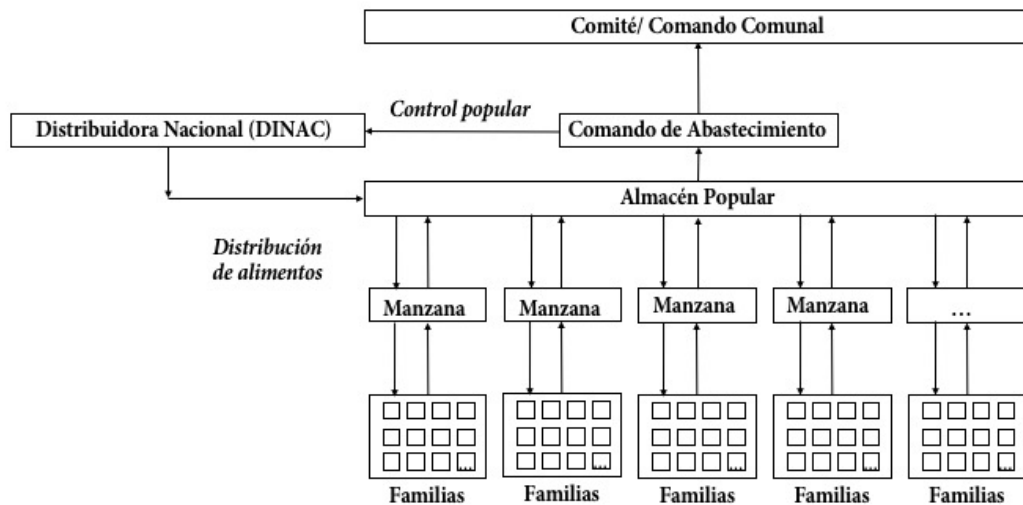 Comité/ Comando Comunal
Control popular
Distribuidora Nacional (DINAC)
Comando de Abastecimiento
Almacén Popular
Distribución
de alimentos
Manzana
Manzana
Manzana
Manzana
...
...
...
...
...
...
Familias
Familias
Familias
Familias
Familias